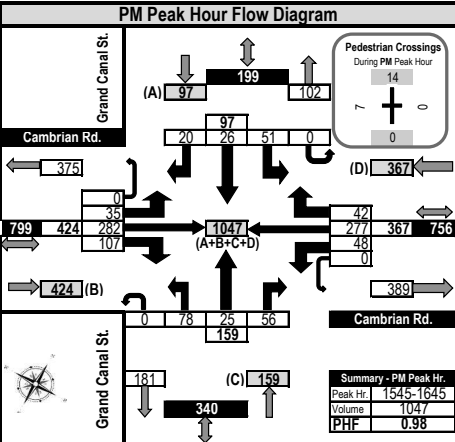 PM Peak Hour Flow Diagram
Grand Canal St.
Pedestrian Crossings
During PM Peak Hour
14
7 0
0
199
(A) 97 102
97
20 26 51 0
Cambrian Rd.
375
(D) 367
0
35
799 424 282
107
1047
(A+B+C+D)
42
277 367 756
48
0
424 (B)
389
0 78 25 56
159
Cambrian Rd.
Grand Canal St.
181
(C) 159
340
Summary - PM Peak Hr.
Peak Hr. 1545-1645
Volume 1047
PHF 0.98